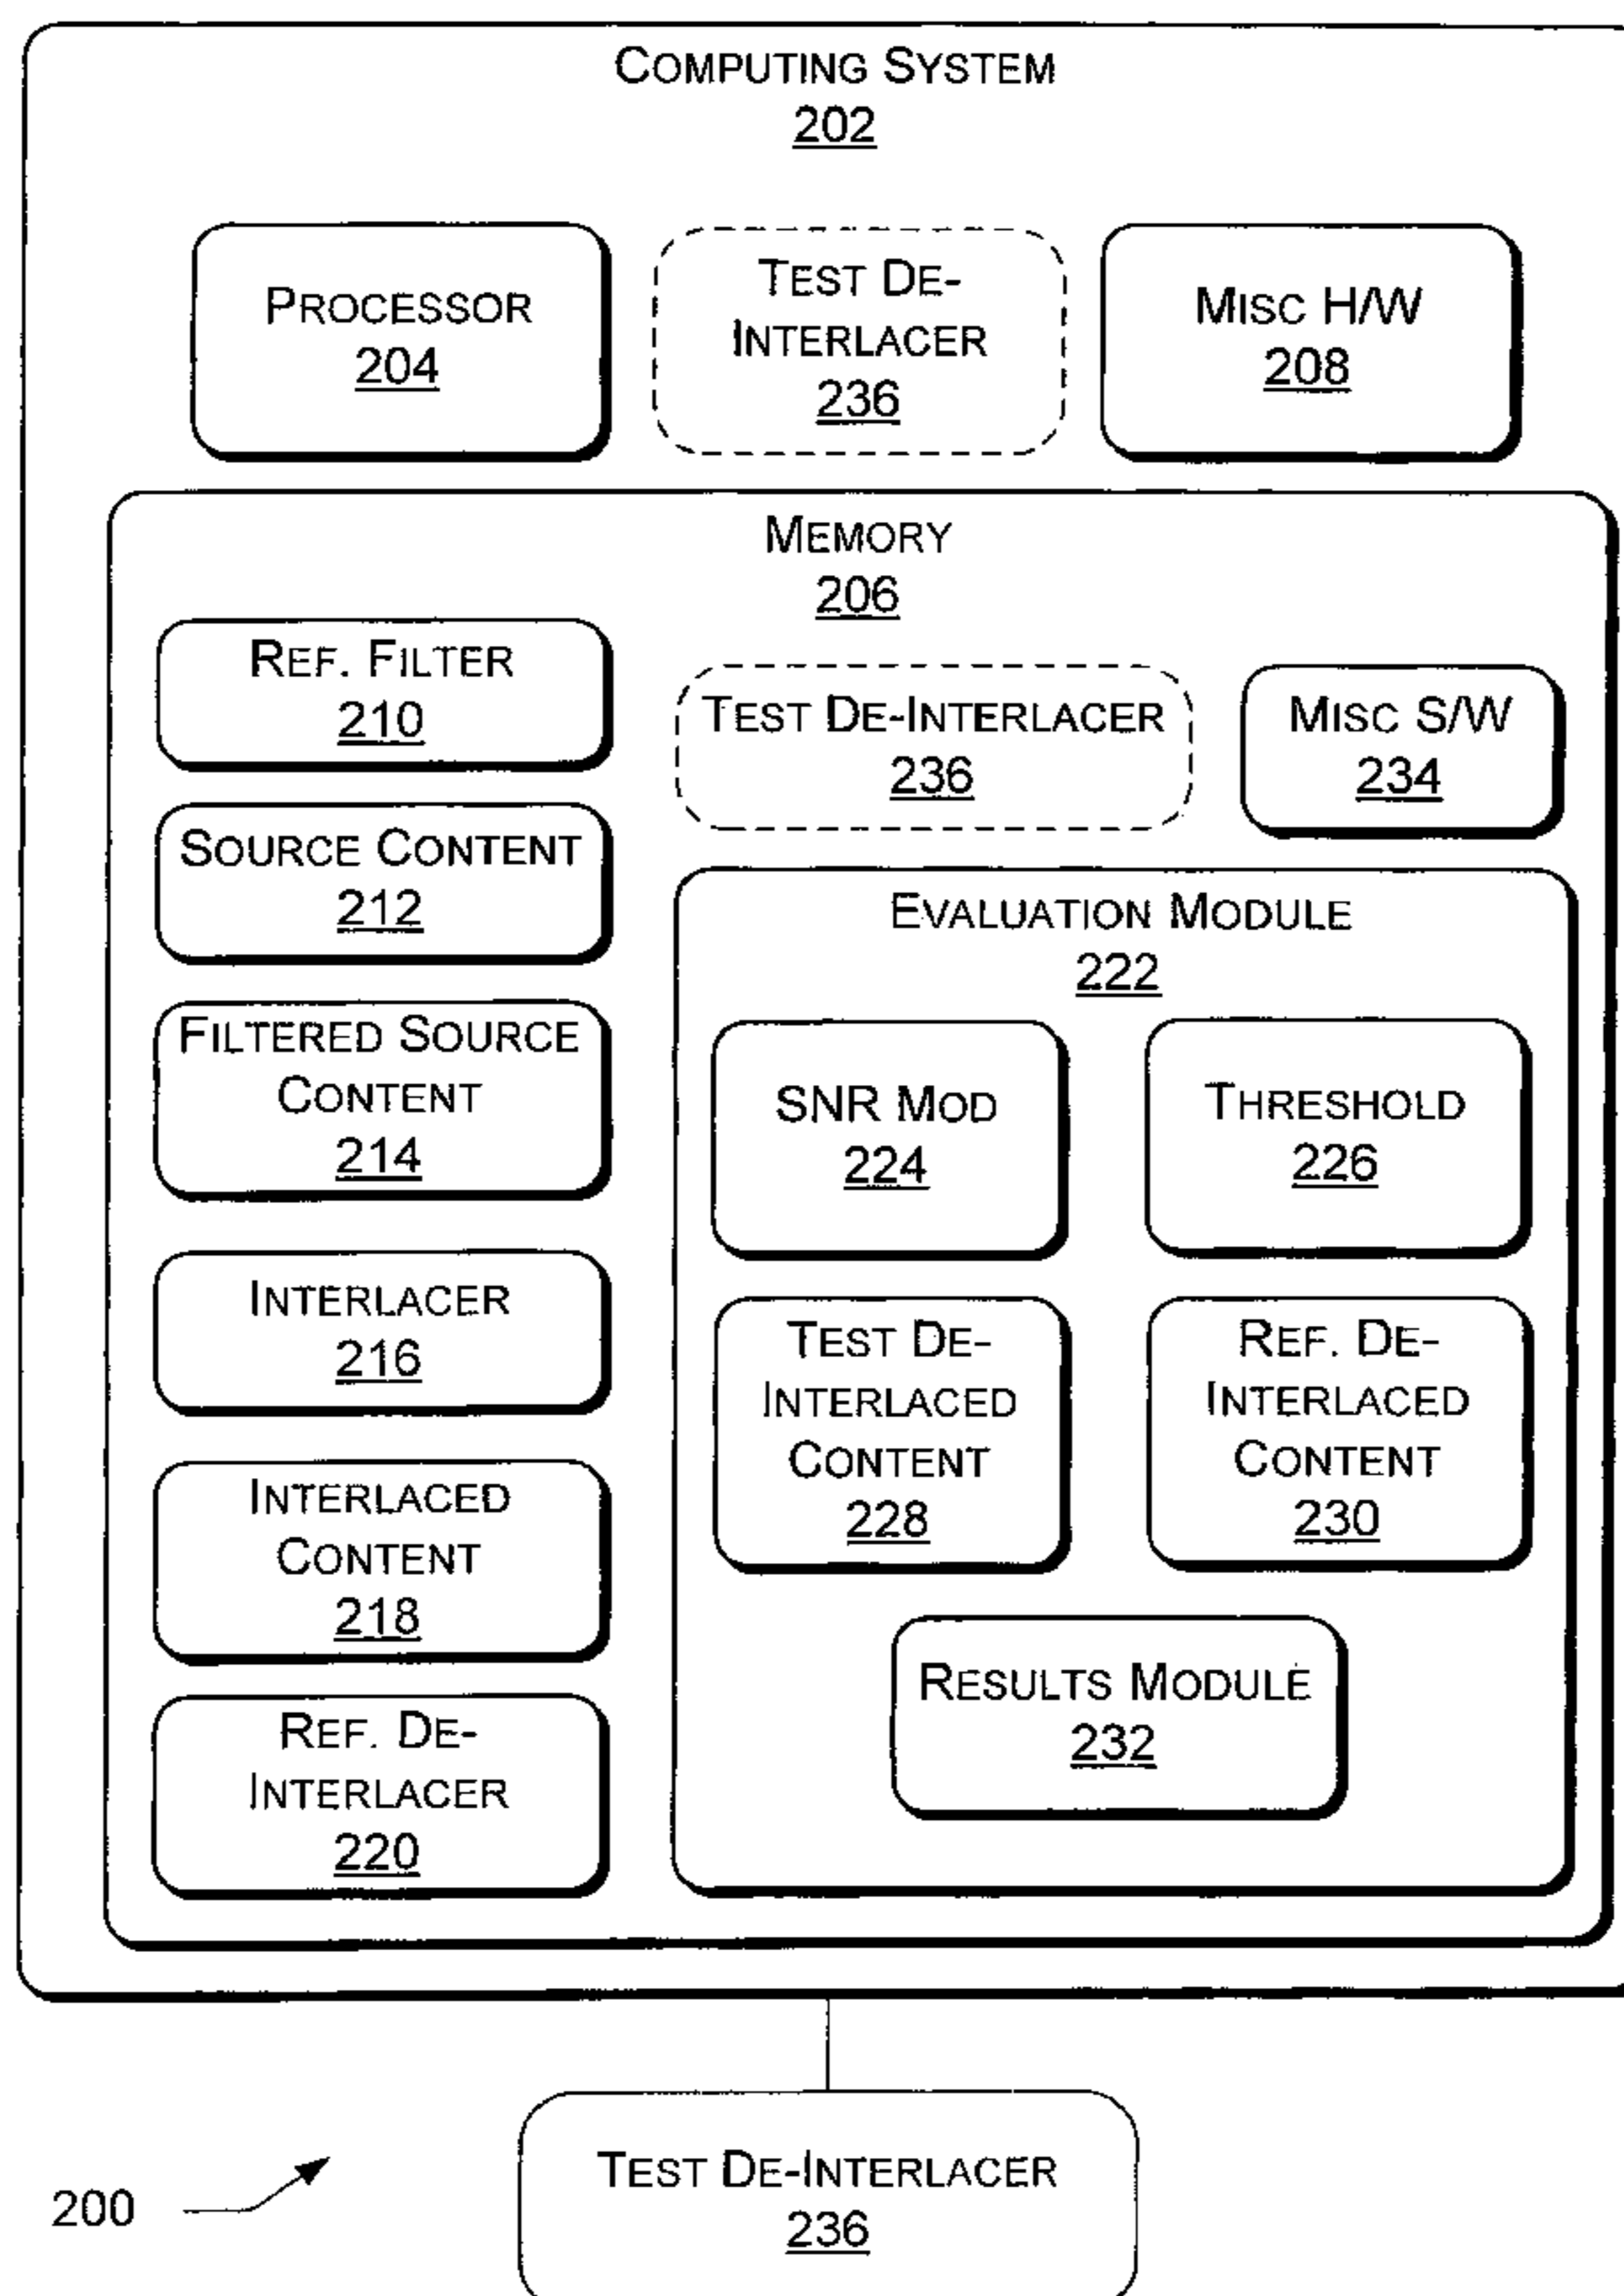 COMPUTING SYSTEM
202
PROCESSOR
204
TEST DE-
INTERLACER
236
MISC H/W
208
MEMORY
206
REF. FILTER
210
TEST DE-INTERLACER
236
MISC S/W
234
SOURCE CONTENT
212
FILTERED SOURCE
CONTENT
214
INTERLACER
216
INTERLACED
CONTENT
218
REF. DE-
INTERLACER
220
EVALUATION MODULE
222
SNR MOD
224
THRESHOLD
226
TEST DE-
INTERLACED
CONTENT
228
REF. DE-
INTERLACED
CONTENT
230
RESULTS MODULE
232
200
TEST DE-INTERLACER
236